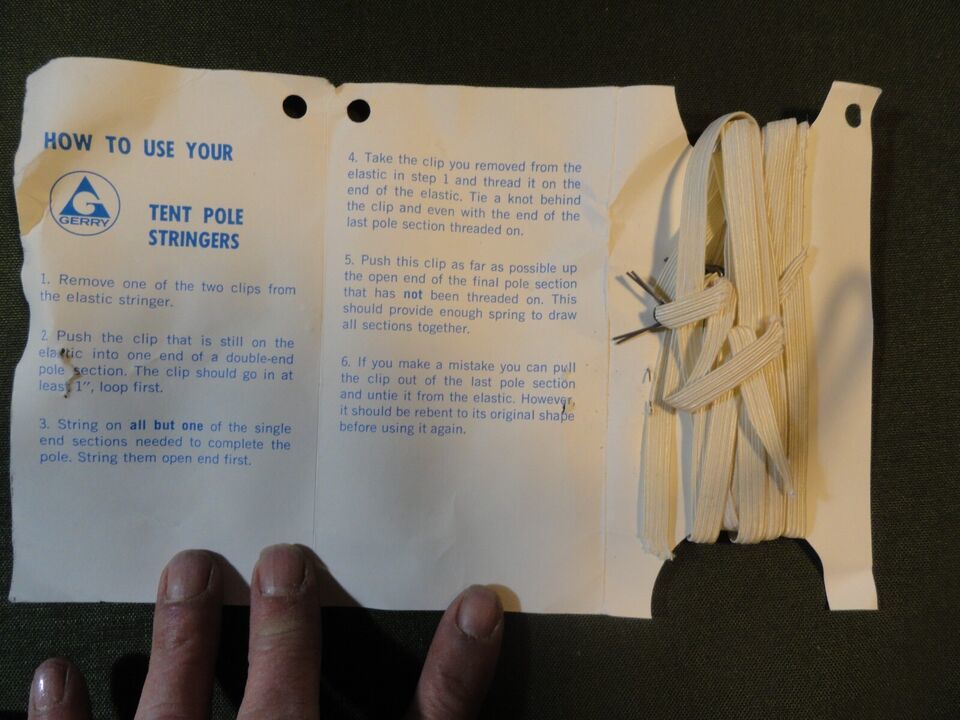 HOW TO USE YOUR
G
GERRY
TENT POLE
STRINGERS
1. Remove one of the two clips from
the elastic stringer.
2. Push the clip that is still on the
elastic into one end of a double-end
pole section. The clip should go in at
least 1", loop first.
3. String on all but one of the single
end sections needed to complete the
pole. String them open end first.
4. Take the clip you removed from the
elastic in step 1 and thread it on the
end of the elastic. Tie a knot behind
the clip and even with the end of the
last pole section threaded on.
5. Push this clip as far as possible up
the open end of the final pole section
that has not been threaded on. This
should provide enough spring to draw
all sections together.
6. If you make a mistake you can pull
the clip out of the last pole section
and untie it from the elastic. However,
it should be rebent to its original shape
before using it again.